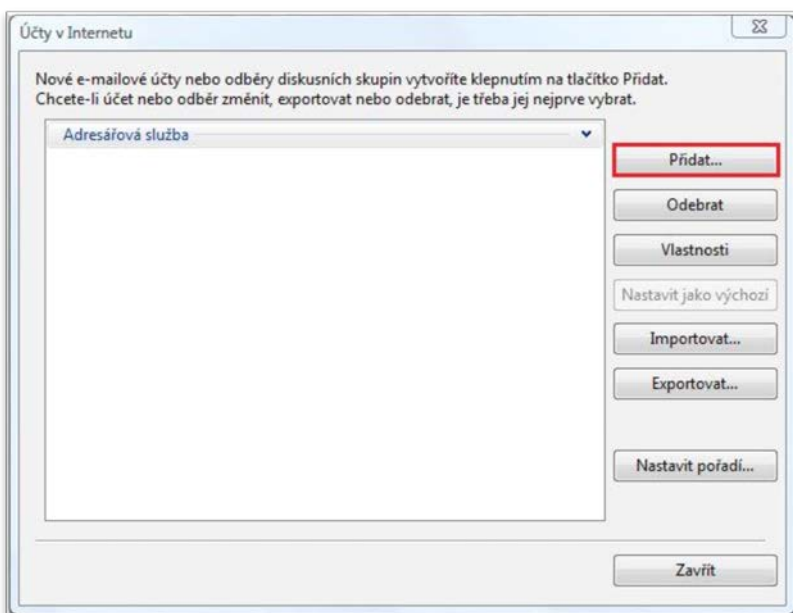 Účty v Internetu
Nové e-mailové účty nebo odběry diskusních skupin vytvoříte klepnutím na tlačítko Přidat.
Chcete-li účet nebo odběr změnit, exportovat nebo odebrat, je třeba jej nejprve vybrat.
Adresářová služba
Přidat...
Odebrat
Vlastnosti
Nastavit jako výchozí
Importovat...
Exportovat...
Nastavit pořadí...
Zavřít